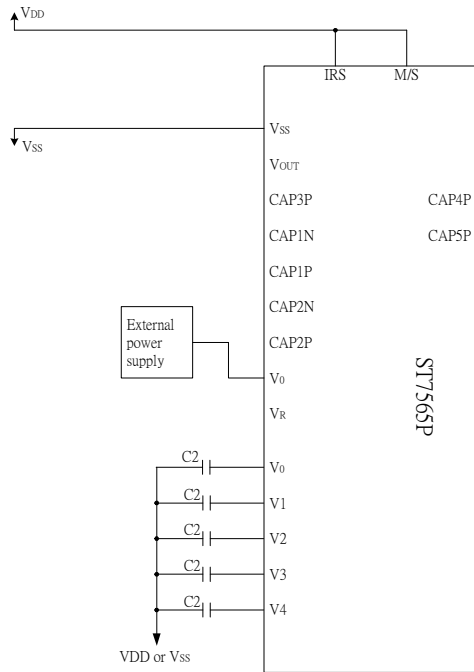 VDD
IRS M/S
VSS
VSS
VOUT
CAP3P CAP4P
CAP1N CAP5P
CAP1P
CAP2N
External
power
supply
CAP2P
V0
VR
ST7565P
C2 V0
C2 V1
C2 V2
C2 V3
C2 V4
VDD or VSS